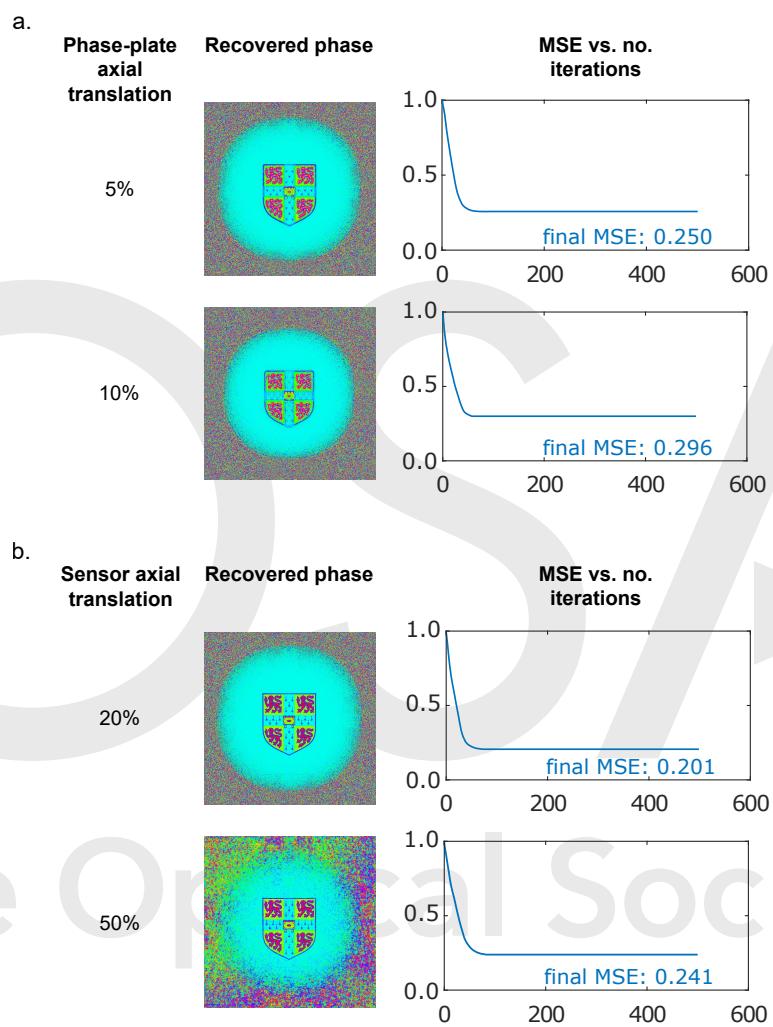 a.
Phase-plate
axial
translation
Recovered phase
MSE vs. no.
iterations
5%
1.0
0.5
0.0
final MSE: 0.250
0 200 400 600
10%
1.0
0.5
0.0
final MSE: 0.296
0 200 400 600
b.
Sensor axial
translation
Recovered phase
MSE vs. no.
iterations
20%
1.0
0.5
0.0
final MSE: 0.201
0 200 400 600
50%
1.0
0.5
0.0
final MSE: 0.241
0 200 400 600
OSA
e Optical Soc